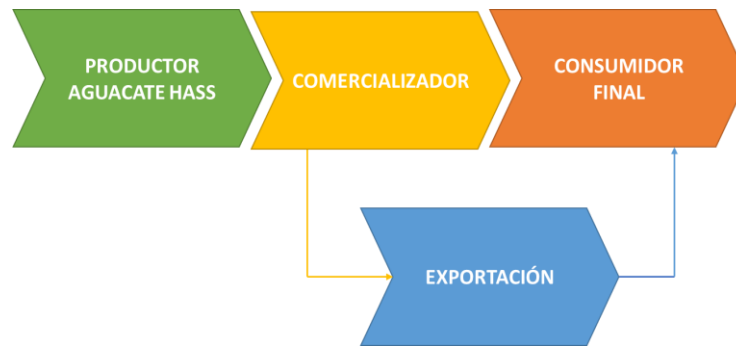 PRODUCTOR
AGUACATE HASS
COMERCIALIZADOR
CONSUMIDOR
FINAL
EXPORTACIÓN